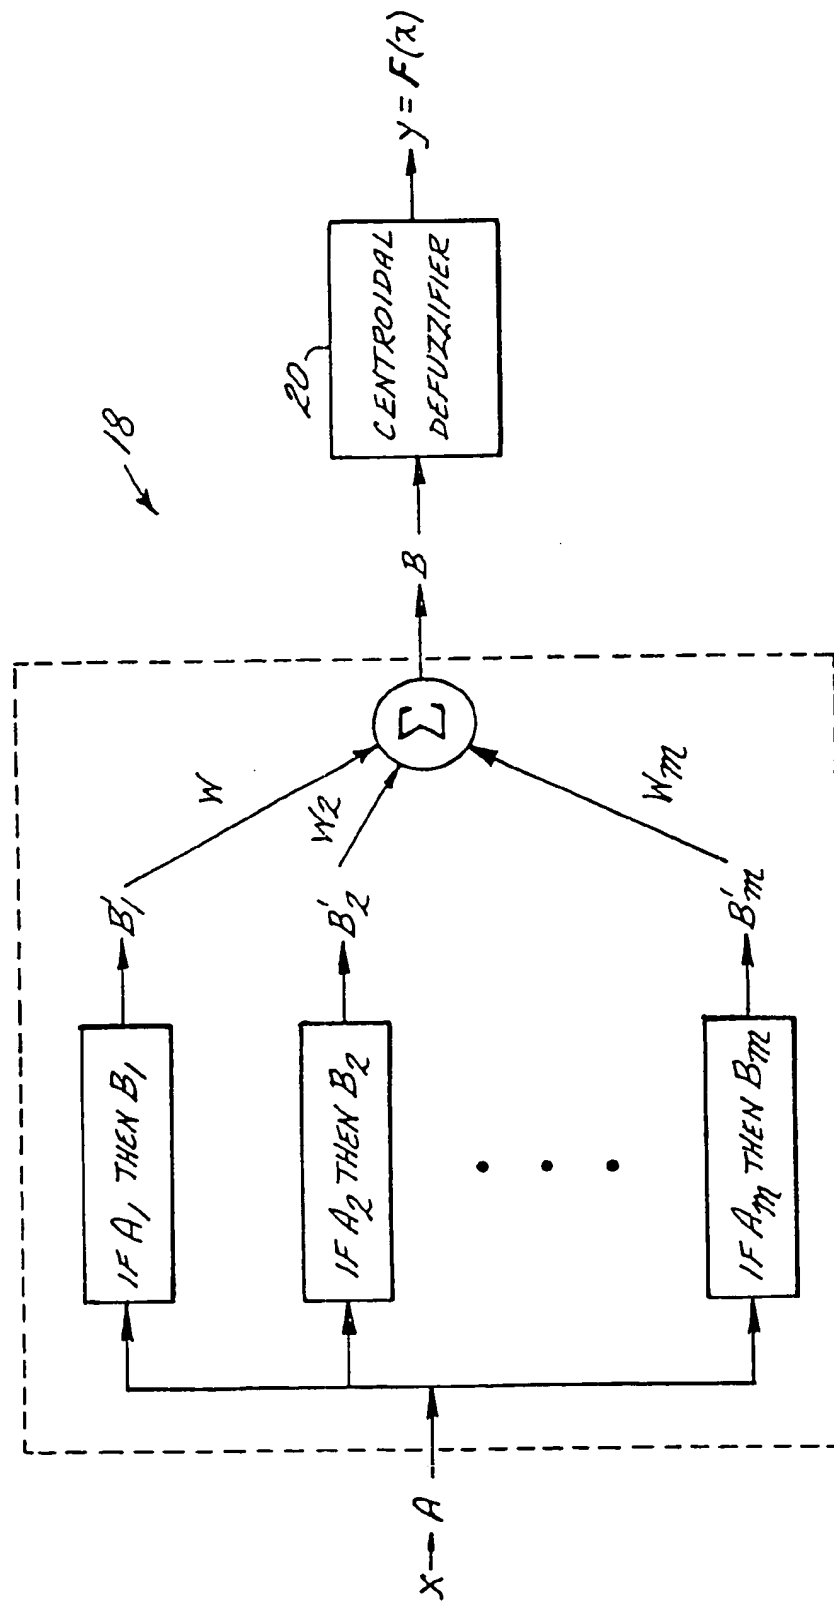 18
X → A
IF A1 THEN B1
B'1
W
IF A2 THEN B2
B'2
W2
• • •
IF Am THEN Bm
B'm
Wm
Σ
B
20
CENTROIDAL
DEFUZZIFIER
y = F(x)